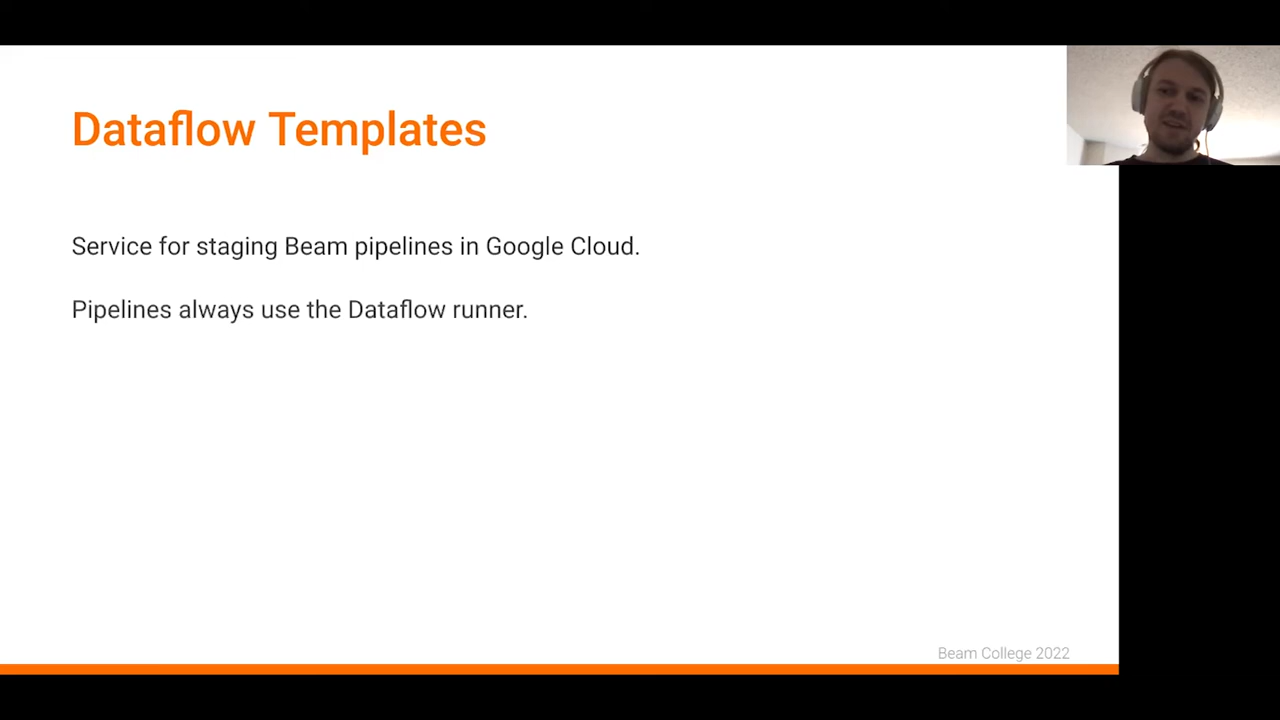 Dataflow Templates
Service for staging Beam pipelines in Google Cloud.
Pipelines always use the Dataflow runner.
Beam College 2022